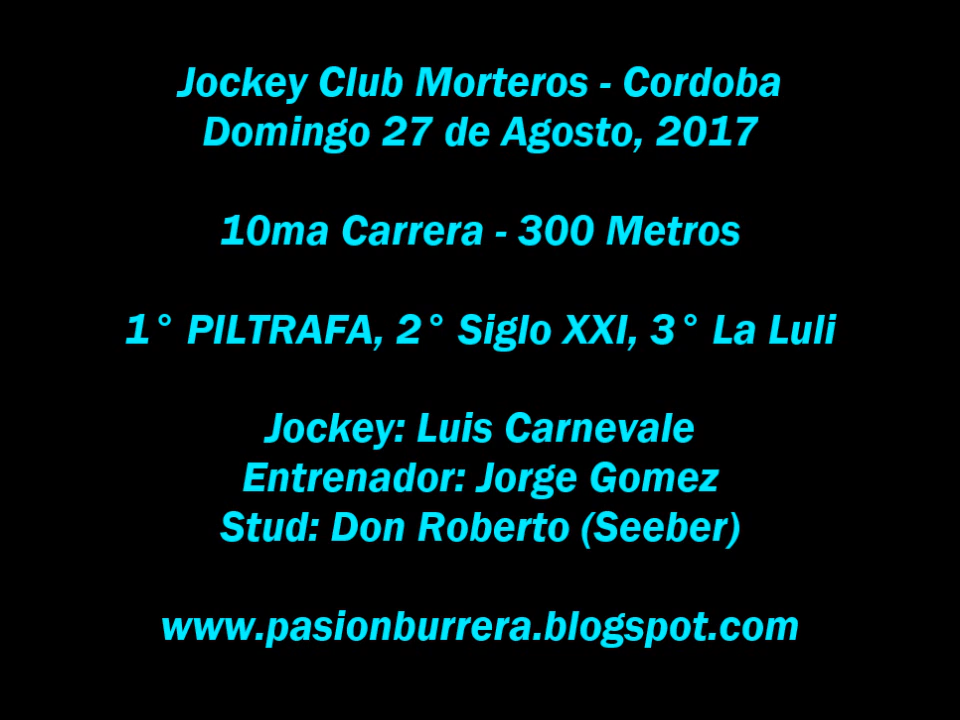 Jockey Club Morteros - Cordoba
Domingo 27 de Agosto, 2017
10ma Carrera - 300 Metros
1° PILTRAFA, 2° Siglo XXI, 3° La Luli
Jockey: Luis Carnevale
Entrenador: Jorge Gomez
Stud: Don Roberto (Seeber)
www.pasionburrera.blogspot.com